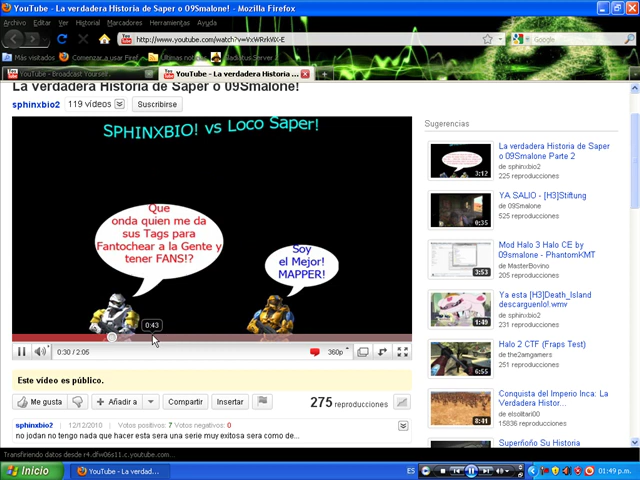 YouTube - La verdadera Historia de Saper o 09Smalone! - Mozilla Firefox
Archivo Editar Ver Historial Marcadores Herramientas Ayuda
http://www.youtube.com/watch?v=
Google
Más visitados Comenzar a usar Firef... Últimas noticias
YouTube - Broadcast Yourself.
YouTube - La verdadera Historia ...
La verdadera Historia de Saper o 09Smalone!
sphinxbio2 119 vídeos Suscribirse
SPHINXBIO! vs Loco Saper!
Que
onda quien me da
sus Tags para
Fantochear a la Gente y
tener FANS!?
Soy
el Mejor!
MAPPER!
0:43
0:30 / 2:05
360p
Este vídeo es público.
Me gusta
Añadir a
Compartir
Insertar
275 reproducciones
sphinxbio2 | 12/12/2010 | Votos positivos: 7 Votos negativos: 0
no jodan no tengo nada que hacer esta sera una serie muy exitosa sera como de...
Sugerencias
3:12
La verdadera Historia de Saper
o 09Smalone! Parte 2
de sphinxbio2
225 reproducciones
0:35
YA SALIO - [H3]Stiftung
de 09Smalone
525 reproducciones
3:53
Mod Halo 3 Halo CE by
09smalone - PhantomKMT
de MasterBovino
206 reproducciones
1:49
Ya esta [H3]Death_Island
descarguenlo!.wmv
de sphinxbio2
231 reproducciones
6:55
Halo 2 CTF (Fraps Test)
de the2amgamers
251 reproducciones
8:41
Conquista del Imperio Inca: La
Verdadera Histor...
de elsolitari00
15836 reproducciones
Superñoño Su Historia
Transfiriendo datos desde r4.dfw06s11.c.youtube.com...
Inicio
YouTube - La verdad...
ES
01:49 p.m.